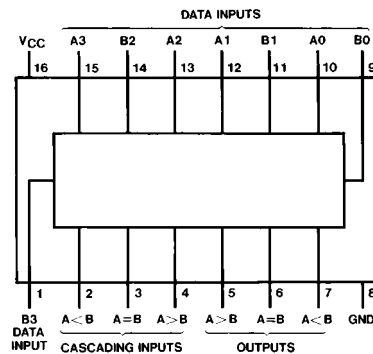 DATA INPUTS
VCC A3 B2 A2 A1 B1 A0 B0
16 15 14 13 12 11 10 9
1 2 3 4 5 6 7 8
B3 A<B A=B A>B A>B A=B A<B GND
DATA
INPUT CASCADING INPUTS OUTPUTS